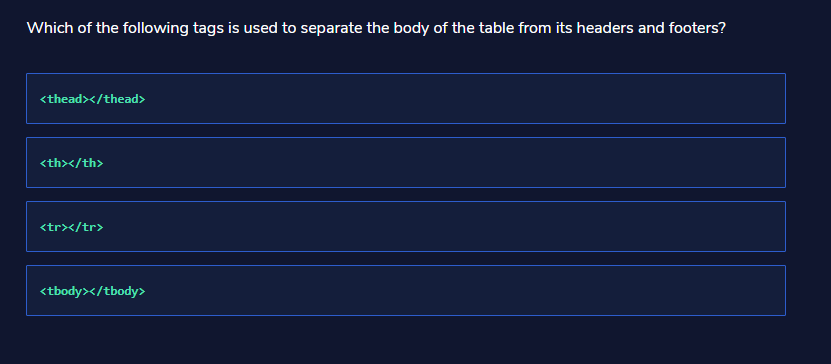 Which of the following tags is used to separate the body of the table from its headers and footers?
<thead></thead>
<th></th>
<tr></tr>
<tbody></tbody>